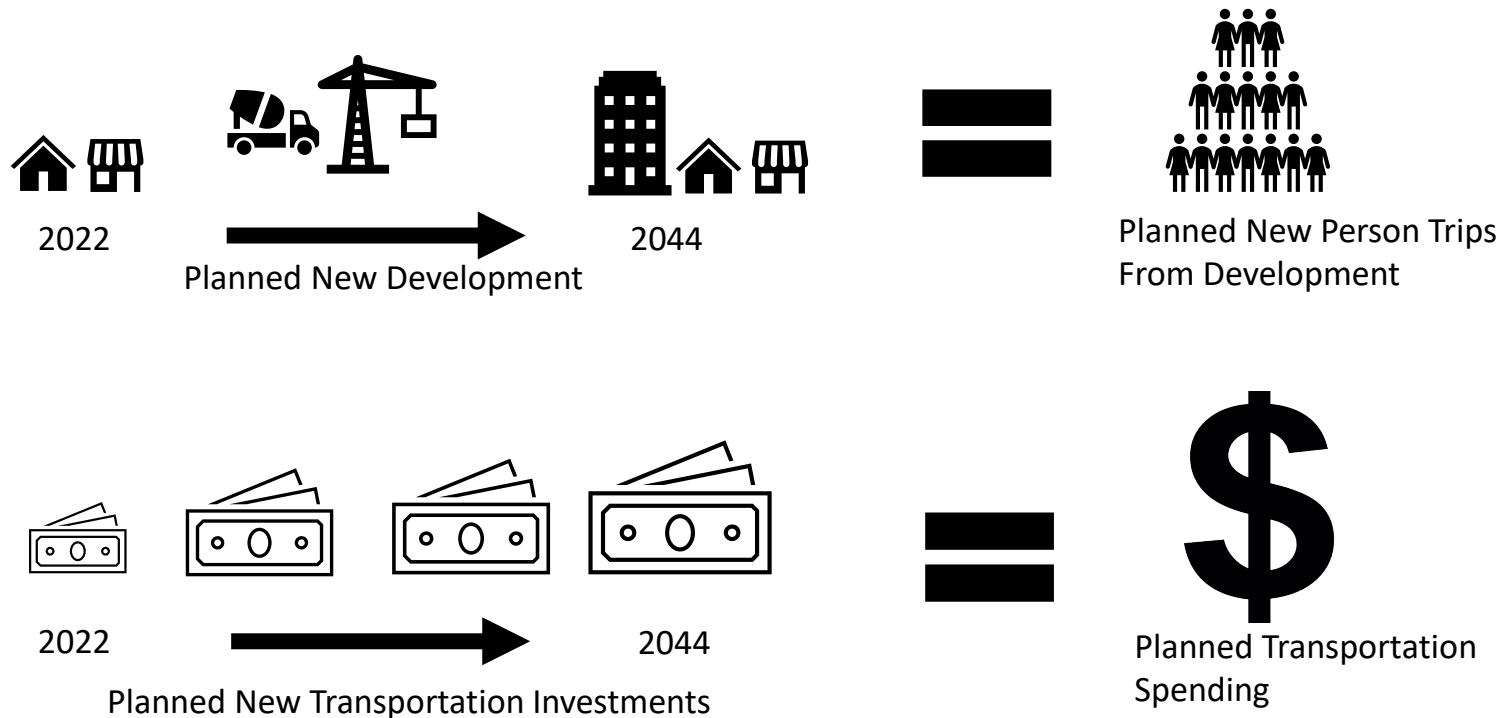 2022
2044
Planned New Development
Planned New Person Trips
From Development
2022
2044
Planned New Transportation Investments
Planned Transportation
Spending